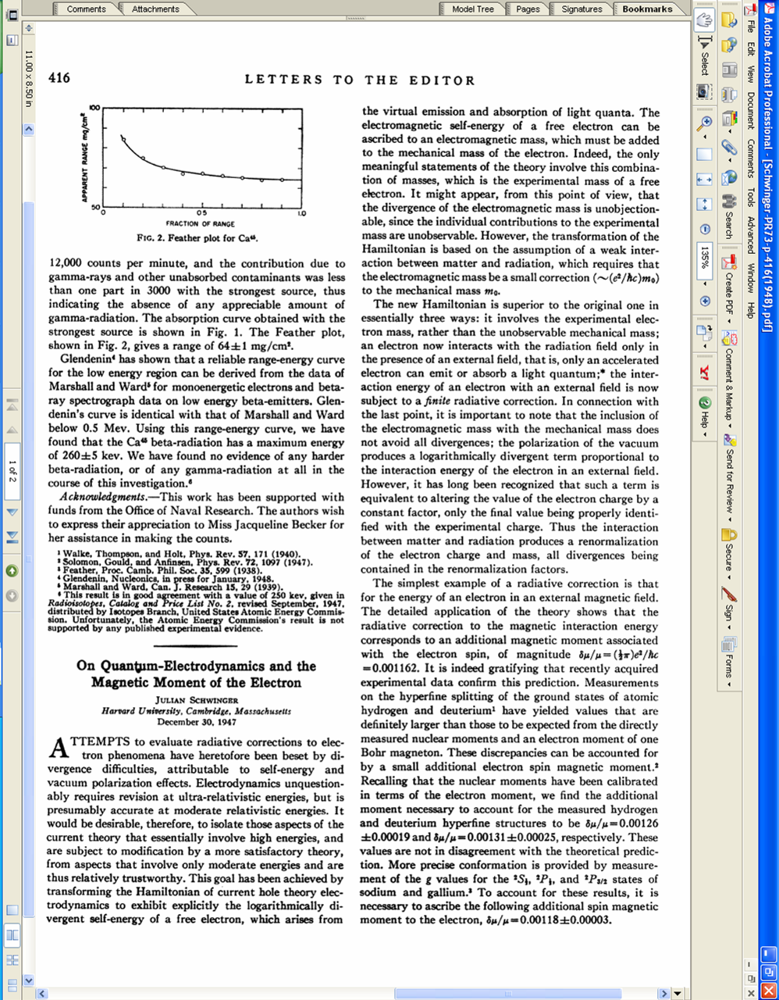 Comments
Attachments
Model Tree
Pages
Signatures
Bookmarks
Adobe Acrobat Professional - [Schwinger-PR73-p-416(1948).pdf]
File Edit View Document Comments Tools Advanced Window Help
Search
Create PDF
Comment & Markup
Send for Review
Secure
Sign
Forms
Select
135%
Y!
Help
11.00 x 8.50 in
1 of 2
416
LETTERS TO THE EDITOR
100
APPARENT RANGE mg/cm²
50
0
0.5
1.0
FRACTION OF RANGE
FIG. 2. Feather plot for Ca⁴⁵.
12,000 counts per minute, and the contribution due to
gamma-rays and other unabsorbed contaminants was less
than one part in 3000 with the strongest source, thus
indicating the absence of any appreciable amount of
gamma-radiation. The absorption curve obtained with the
strongest source is shown in Fig. 1. The Feather plot,
shown in Fig. 2, gives a range of 64±1 mg/cm².
Glendenin⁴ has shown that a reliable range-energy curve
for the low energy region can be derived from the data of
Marshall and Ward⁵ for monoenergetic electrons and beta-
ray spectrograph data on low energy beta-emitters. Glen-
denin's curve is identical with that of Marshall and Ward
below 0.5 Mev. Using this range-energy curve, we have
found that the Ca⁴⁵ beta-radiation has a maximum energy
of 260±5 kev. We have found no evidence of any harder
beta-radiation, or of any gamma-radiation at all in the
course of this investigation.⁶
Acknowledgments.—This work has been supported with
funds from the Office of Naval Research. The authors wish
to express their appreciation to Miss Jacqueline Becker for
her assistance in making the counts.
¹ Walke, Thompson, and Holt, Phys. Rev. 57, 171 (1940).
² Solomon, Gould, and Anfinsen, Phys. Rev. 72, 1097 (1947).
³ Feather, Proc. Camb. Phil. Soc. 35, 599 (1938).
⁴ Glendenin, Nucleonics, in press for January, 1948.
⁵ Marshall and Ward, Can. J. Research 15, 29 (1939).
⁶ This result is in good agreement with a value of 250 kev, given in
Radioisotopes, Catalog and Price List No. 2, revised September, 1947,
distributed by Isotopes Branch, United States Atomic Energy Commis-
sion. Unfortunately, the Atomic Energy Commission's result is not
supported by any published experimental evidence.
On Quantum-Electrodynamics and the
Magnetic Moment of the Electron
JULIAN SCHWINGER
Harvard University, Cambridge, Massachusetts
December 30, 1947
ATTEMPTS to evaluate radiative corrections to elec-
tron phenomena have heretofore been beset by di-
vergence difficulties, attributable to self-energy and
vacuum polarization effects. Electrodynamics unquestion-
ably requires revision at ultra-relativistic energies, but is
presumably accurate at moderate relativistic energies. It
would be desirable, therefore, to isolate those aspects of the
current theory that essentially involve high energies, and
are subject to modification by a more satisfactory theory,
from aspects that involve only moderate energies and are
thus relatively trustworthy. This goal has been achieved by
transforming the Hamiltonian of current hole theory elec-
trodynamics to exhibit explicitly the logarithmically di-
vergent self-energy of a free electron, which arises from
the virtual emission and absorption of light quanta. The
electromagnetic self-energy of a free electron can be
ascribed to an electromagnetic mass, which must be added
to the mechanical mass of the electron. Indeed, the only
meaningful statements of the theory involve this combina-
tion of masses, which is the experimental mass of a free
electron. It might appear, from this point of view, that
the divergence of the electromagnetic mass is unobjection-
able, since the individual contributions to the experimental
mass are unobservable. However, the transformation of the
Hamiltonian is based on the assumption of a weak inter-
action between matter and radiation, which requires that
the electromagnetic mass be a small correction (∼(e²/ℏc)m₀)
to the mechanical mass m₀.
The new Hamiltonian is superior to the original one in
essentially three ways: it involves the experimental elec-
tron mass, rather than the unobservable mechanical mass;
an electron now interacts with the radiation field only in
the presence of an external field, that is, only an accelerated
electron can emit or absorb a light quantum;* the inter-
action energy of an electron with an external field is now
subject to a finite radiative correction. In connection with
the last point, it is important to note that the inclusion of
the electromagnetic mass with the mechanical mass does
not avoid all divergences; the polarization of the vacuum
produces a logarithmically divergent term proportional to
the interaction energy of the electron in an external field.
However, it has long been recognized that such a term is
equivalent to altering the value of the electron charge by a
constant factor, only the final value being properly identi-
fied with the experimental charge. Thus the interaction
between matter and radiation produces a renormalization
of the electron charge and mass, all divergences being
contained in the renormalization factors.
The simplest example of a radiative correction is that
for the energy of an electron in an external magnetic field.
The detailed application of the theory shows that the
radiative correction to the magnetic interaction energy
corresponds to an additional magnetic moment associated
with the electron spin, of magnitude δμ/μ=(½π)e²/ℏc
=0.001162. It is indeed gratifying that recently acquired
experimental data confirm this prediction. Measurements
on the hyperfine splitting of the ground states of atomic
hydrogen and deuterium¹ have yielded values that are
definitely larger than those to be expected from the directly
measured nuclear moments and an electron moment of one
Bohr magneton. These discrepancies can be accounted for
by a small additional electron spin magnetic moment.²
Recalling that the nuclear moments have been calibrated
in terms of the electron moment, we find the additional
moment necessary to account for the measured hydrogen
and deuterium hyperfine structures to be δμ/μ=0.00126
±0.00019 and δμ/μ=0.00131±0.00025, respectively. These
values are not in disagreement with the theoretical predic-
tion. More precise conformation is provided by measure-
ment of the g values for the ²S½, ²P½, and ²P3/2 states of
sodium and gallium.³ To account for these results, it is
necessary to ascribe the following additional spin magnetic
moment to the electron, δμ/μ=0.00118±0.00003.